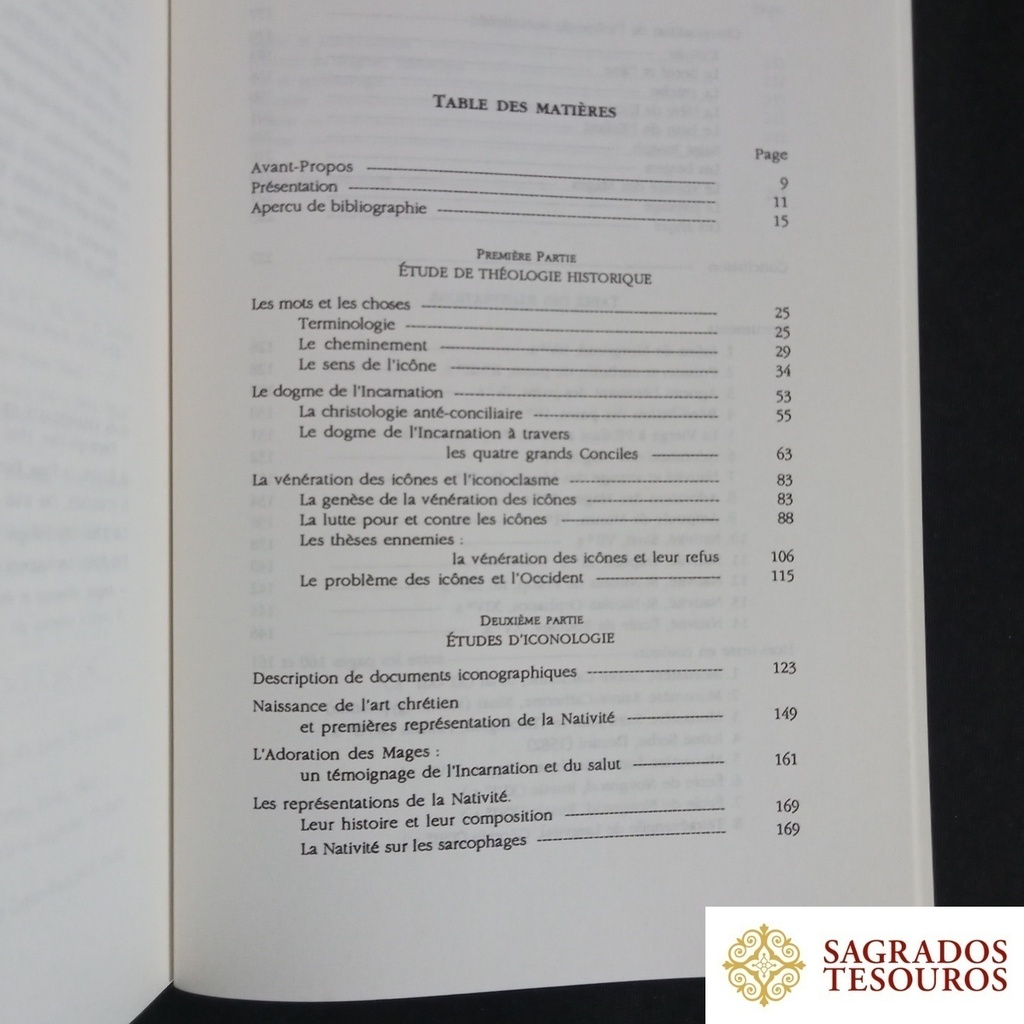 TABLE DES MATIÈRES
Page
Avant-Propos 9
Présentation 11
Apercu de bibliographie 15
PREMIÈRE PARTIE
ÉTUDE DE THÉOLOGIE HISTORIQUE
Les mots et les choses 25
Terminologie 25
Le cheminement 29
Le sens de l'icône 34
Le dogme de l'Incarnation 53
La christologie anté-conciliaire 55
Le dogme de l'Incarnation à travers
les quatre grands Conciles 63
La vénération des icônes et l'iconoclasme 83
La genèse de la vénération des icônes 83
La lutte pour et contre les icônes 88
Les thèses ennemies :
la vénération des icônes et leur refus 106
Le problème des icônes et l'Occident 115
DEUXIÈME PARTIE
ÉTUDES D'ICONOLOGIE
Description de documents iconographiques 123
Naissance de l'art chrétien
et premières représentation de la Nativité 149
L'Adoration des Mages :
un témoignage de l'Incarnation et du salut 161
Les représentations de la Nativité.
Leur histoire et leur composition 169
La Nativité sur les sarcophages 169
SAGRADOS
TESOUROS